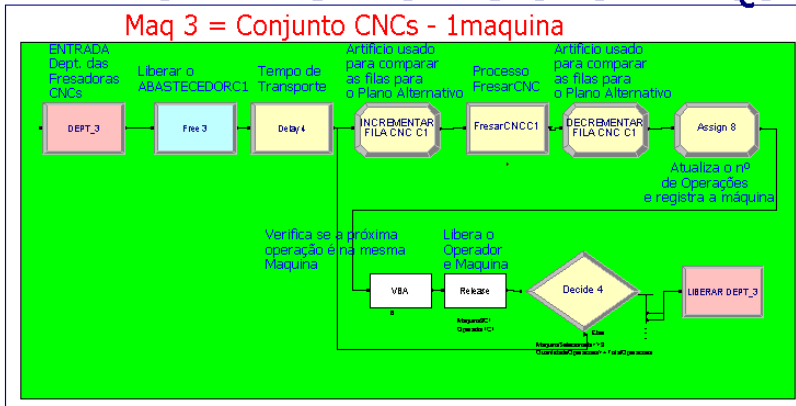 Maq 3 = Conjunto CNCs - 1maquina
ENTRADA
Dept. das
Fresadoras
CNCs
Liberar o
ABASTECEDORC1
Tempo de
Transporte
Artificio usado
para comparar
as filas para
o Plano Alternativo
Processo
FresarCNC
Artificio usado
para comparar
as filas para
o Plano Alternativo
DEPT_3
Free 3
Delay 4
INCREMENTAR
FILA CNC C1
FresarCNCC1
DECREMENTAR
FILA CNC C1
Assign 8
Atualiza o nº
de Operações
e registra a máquina
Verifica se a próxima
operação é na mesma
Maquina
Libera o
Operador
e Maquina
VBA
Release
Decide 4
LIBERAR DEPT_3
Else